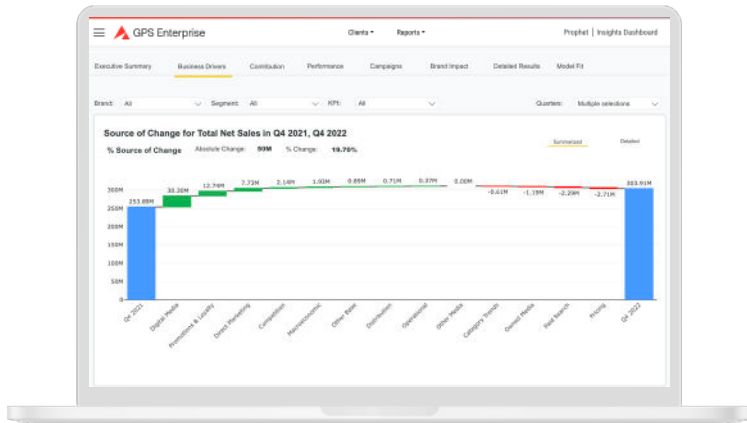 GPS Enterprise Clients Reports Prophet | Insights Dashboard
Executive Summary Business Drivers Contribution Performance Campaigns Brand Impact Detailed Results Model Fit
Brand: All Segment: All KPI: All Quarters: Multiple selections
Source of Change for Total Net Sales in Q4 2021, Q4 2022
% Source of Change Absolute Change: 50M % Change: 19.70%
Summarized Detailed
300M
250M
200M
150M
100M
50M
0
253.89M 30.20M 12.74M 7.73M 2.14M 1.93M 0.89M 0.71M 0.37M 0.00M -0.61M -1.19M -2.29M -2.71M 303.91M
Q4 2021 Digital Media Promotions & Loyalty Direct Marketing Competition Macroeconomic Other Base Distribution Operational Other Media Category Trends Owned Media Paid Search Pricing Q4 2022